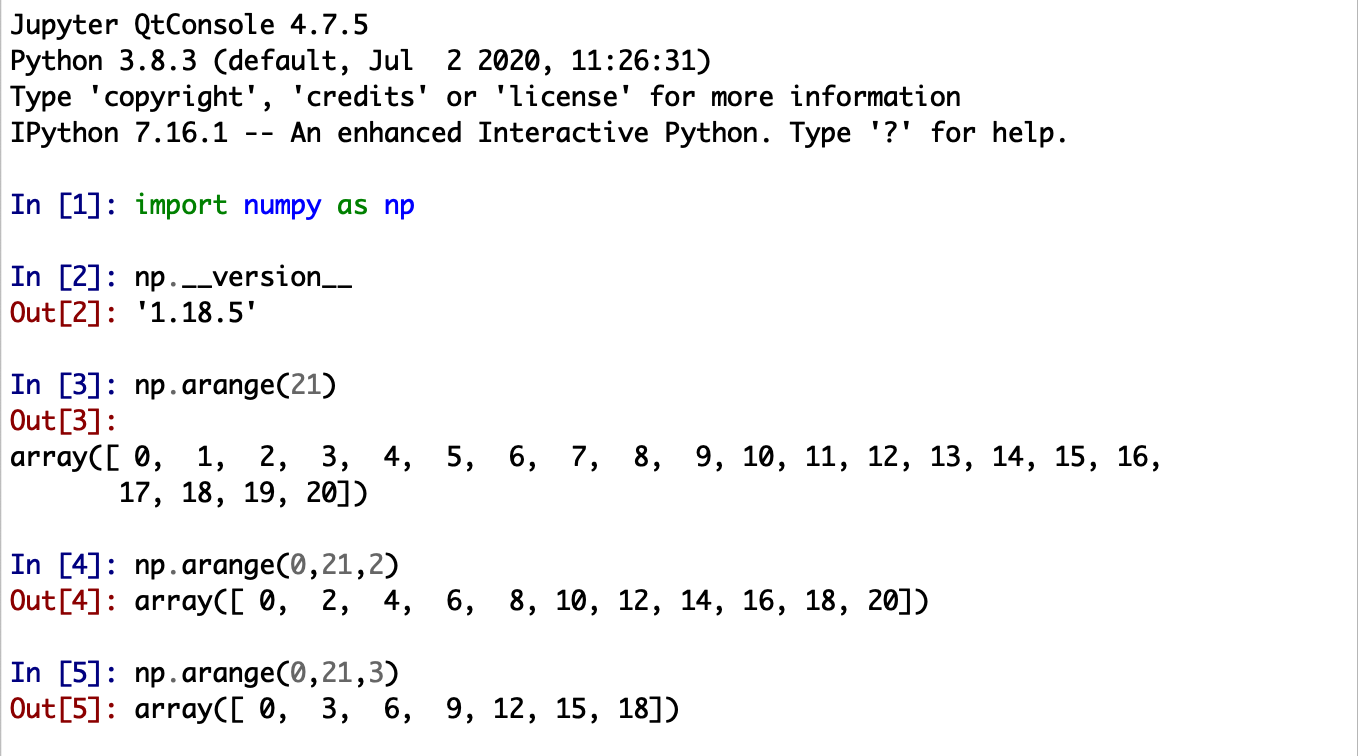 Jupyter QtConsole 4.7.5
Python 3.8.3 (default, Jul  2 2020, 11:26:31)
Type 'copyright', 'credits' or 'license' for more information
IPython 7.16.1 -- An enhanced Interactive Python. Type '?' for help.
In [1]: import numpy as np
In [2]: np.__version__
Out[2]: '1.18.5'
In [3]: np.arange(21)
Out[3]:
array([ 0,  1,  2,  3,  4,  5,  6,  7,  8,  9, 10, 11, 12, 13, 14, 15, 16,
       17, 18, 19, 20])
In [4]: np.arange(0,21,2)
Out[4]: array([ 0,  2,  4,  6,  8, 10, 12, 14, 16, 18, 20])
In [5]: np.arange(0,21,3)
Out[5]: array([ 0,  3,  6,  9, 12, 15, 18])